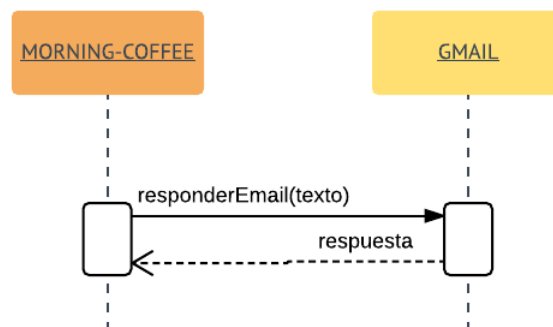 MORNING-COFFEE
GMAIL
responderEmail(texto)
respuesta